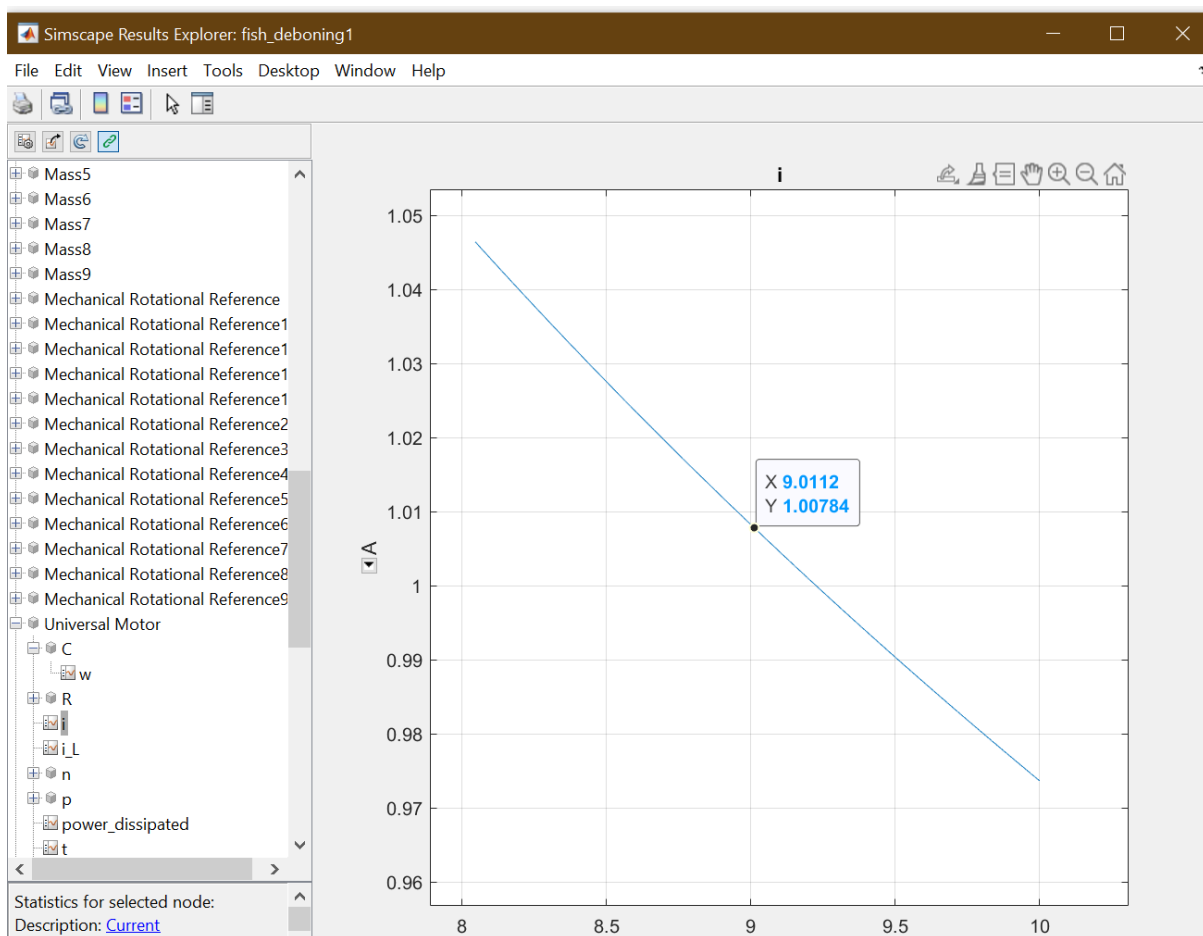 Simscape Results Explorer: fish_deboning1
File Edit View Insert Tools Desktop Window Help
Mass5
Mass6
Mass7
Mass8
Mass9
Mechanical Rotational Reference
Mechanical Rotational Reference1
Mechanical Rotational Reference1
Mechanical Rotational Reference1
Mechanical Rotational Reference1
Mechanical Rotational Reference2
Mechanical Rotational Reference3
Mechanical Rotational Reference4
Mechanical Rotational Reference5
Mechanical Rotational Reference6
Mechanical Rotational Reference7
Mechanical Rotational Reference8
Mechanical Rotational Reference9
Universal Motor
C
w
R
i
i_L
n
p
power_dissipated
t
Statistics for selected node:
Description: Current
i
1.05
1.04
1.03
1.02
1.01
1
0.99
0.98
0.97
0.96
A
X 9.0112
Y 1.00784
8 8.5 9 9.5 10